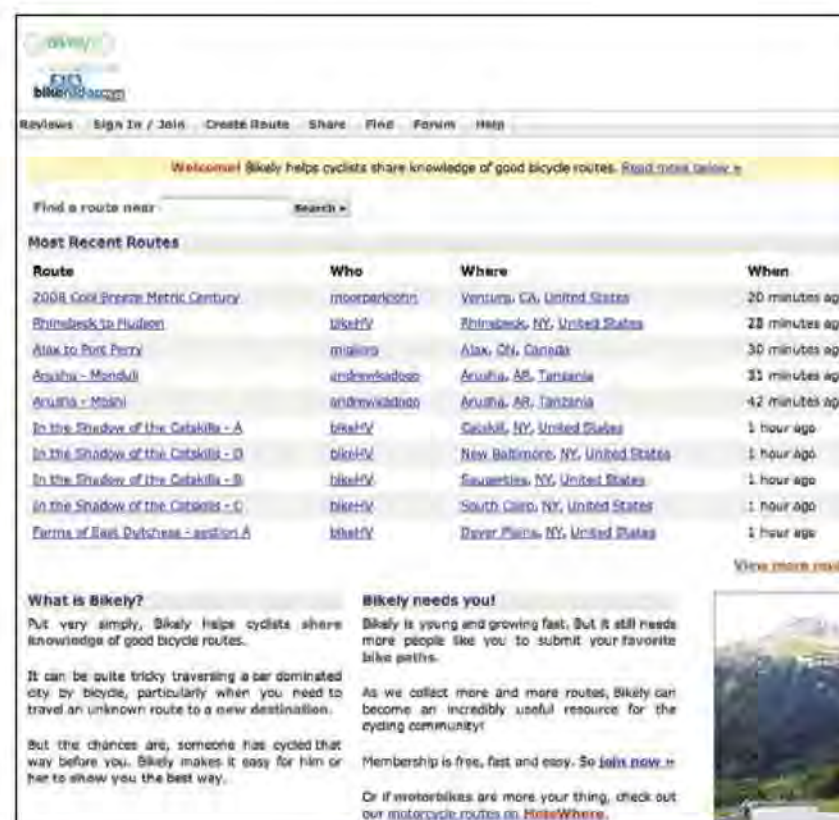 Bikely
bikeradar.com
Reviews Sign In / Join Create Route Share Find Forum Help
Welcome! Bikely helps cyclists share knowledge of good bicycle routes. Read more below »
Find a route near Search »
Most Recent Routes
Route Who Where When
2008 Cool Breeze Metric Century moorparkjohn Ventura, CA, United States 20 minutes ag
Rhinebeck to Hudson bikeHV Rhinebeck, NY, United States 28 minutes ag
Ajax to Port Perry Ajax, ON, Canada 30 minutes ag
Arusha - Monduli andrewkadogo Arusha, AR, Tanzania 31 minutes ag
Arusha - Moshi andrewkadogo Arusha, AR, Tanzania 42 minutes ag
In the Shadow of the Catskills - A bikeHV Catskill, NY, United States 1 hour ago
In the Shadow of the Catskills - D bikeHV New Baltimore, NY, United States 1 hour ago
In the Shadow of the Catskills - B bikeHV Saugerties, NY, United States 1 hour ago
In the Shadow of the Catskills - C bikeHV South Cairo, NY, United States 1 hour ago
Farms of East Dutchess - section A bikeHV Dover Plains, NY, United States 1 hour ago
View more rout
What is Bikely?
Put very simply, Bikely helps cyclists share
knowledge of good bicycle routes.
It can be quite tricky traversing a car dominated
city by bicycle, particularly when you need to
travel an unknown route to a new destination.
But the chances are, someone has cycled that
way before you. Bikely makes it easy for him or
her to show you the best way.
Bikely needs you!
Bikely is young and growing fast. But it still needs
more people like you to submit your favorite
bike paths.
As we collect more and more routes, Bikely can
become an incredibly useful resource for the
cycling community!
Membership is free, fast and easy. So join now »
Or if motorbikes are more your thing, check out
our motorcycle routes on MotoWhere.